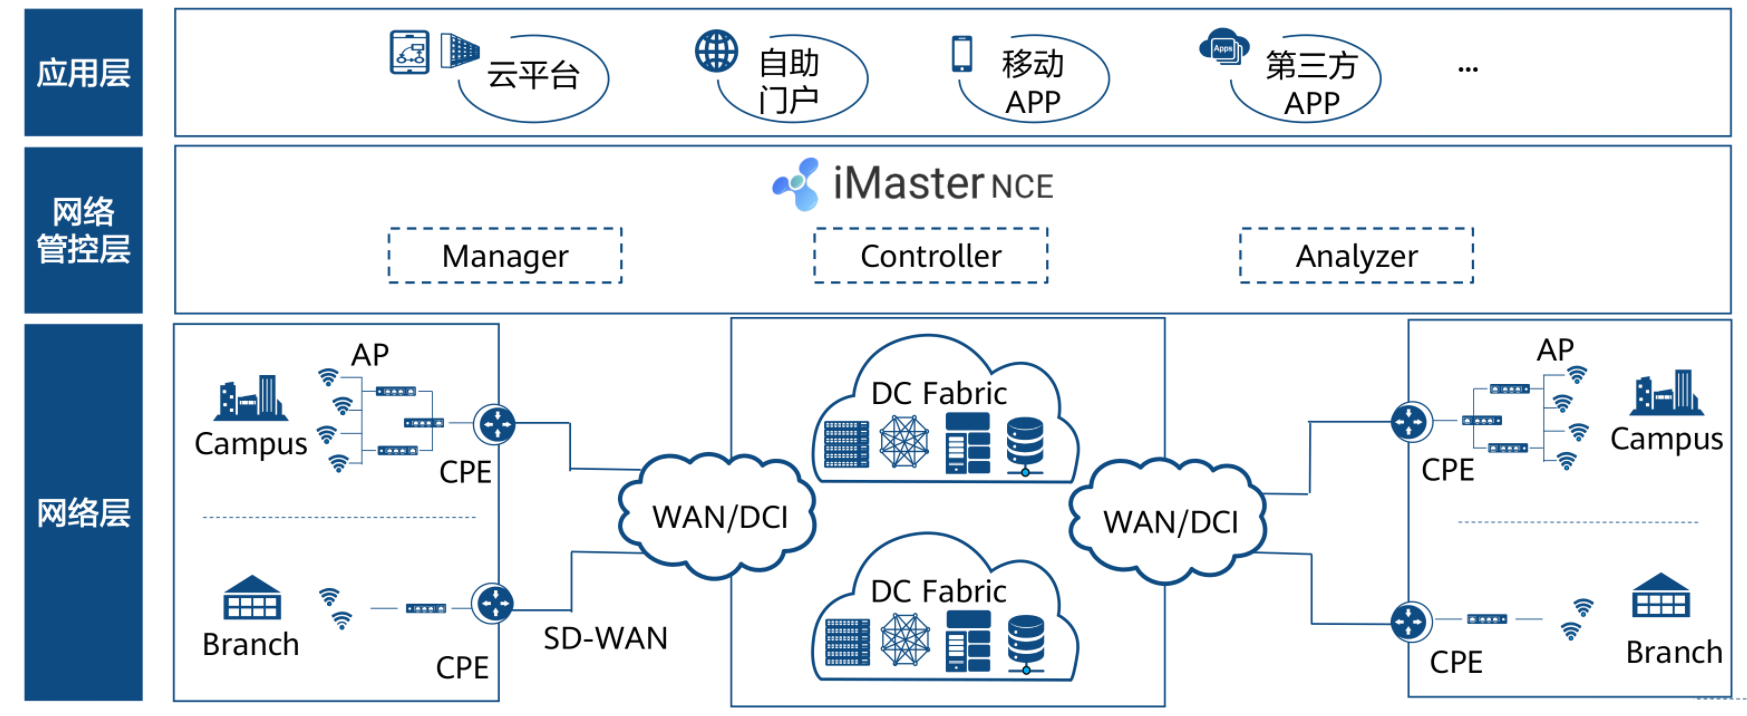 应用层
云平台
自助
门户
移动
APP
Apps
第三方
APP
...
网络
管控层
iMaster NCE
Manager
Controller
Analyzer
网络层
AP
Campus
CPE
Branch
CPE
SD-WAN
WAN/DCI
DC Fabric
DC Fabric
WAN/DCI
AP
CPE
Campus
CPE
Branch